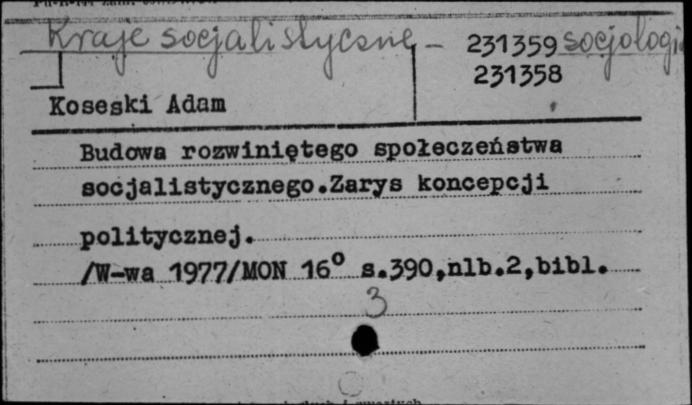 Kraje socjalistyczne - 231359 socjologi
231358
Koseski Adam
Budowa rozwiniętego społeczeństwa
socjalistycznego.Zarys koncepcji
politycznej.
/W-wa 1977/MON 16° s.390,nlb.2,bibl.
3